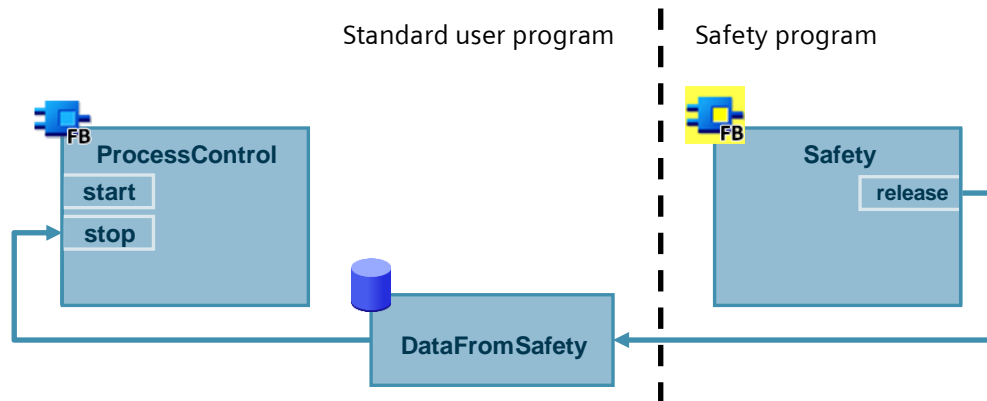 Standard user program
Safety program
FB
ProcessControl
start
stop
FB
Safety
release
DataFromSafety